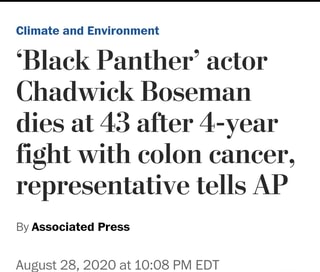 Climate and Environment
‘Black Panther’ actor
Chadwick Boseman
dies at 43 after 4-year
fight with colon cancer,
representative tells AP
By Associated Press
August 28, 2020 at 10:08 PM EDT